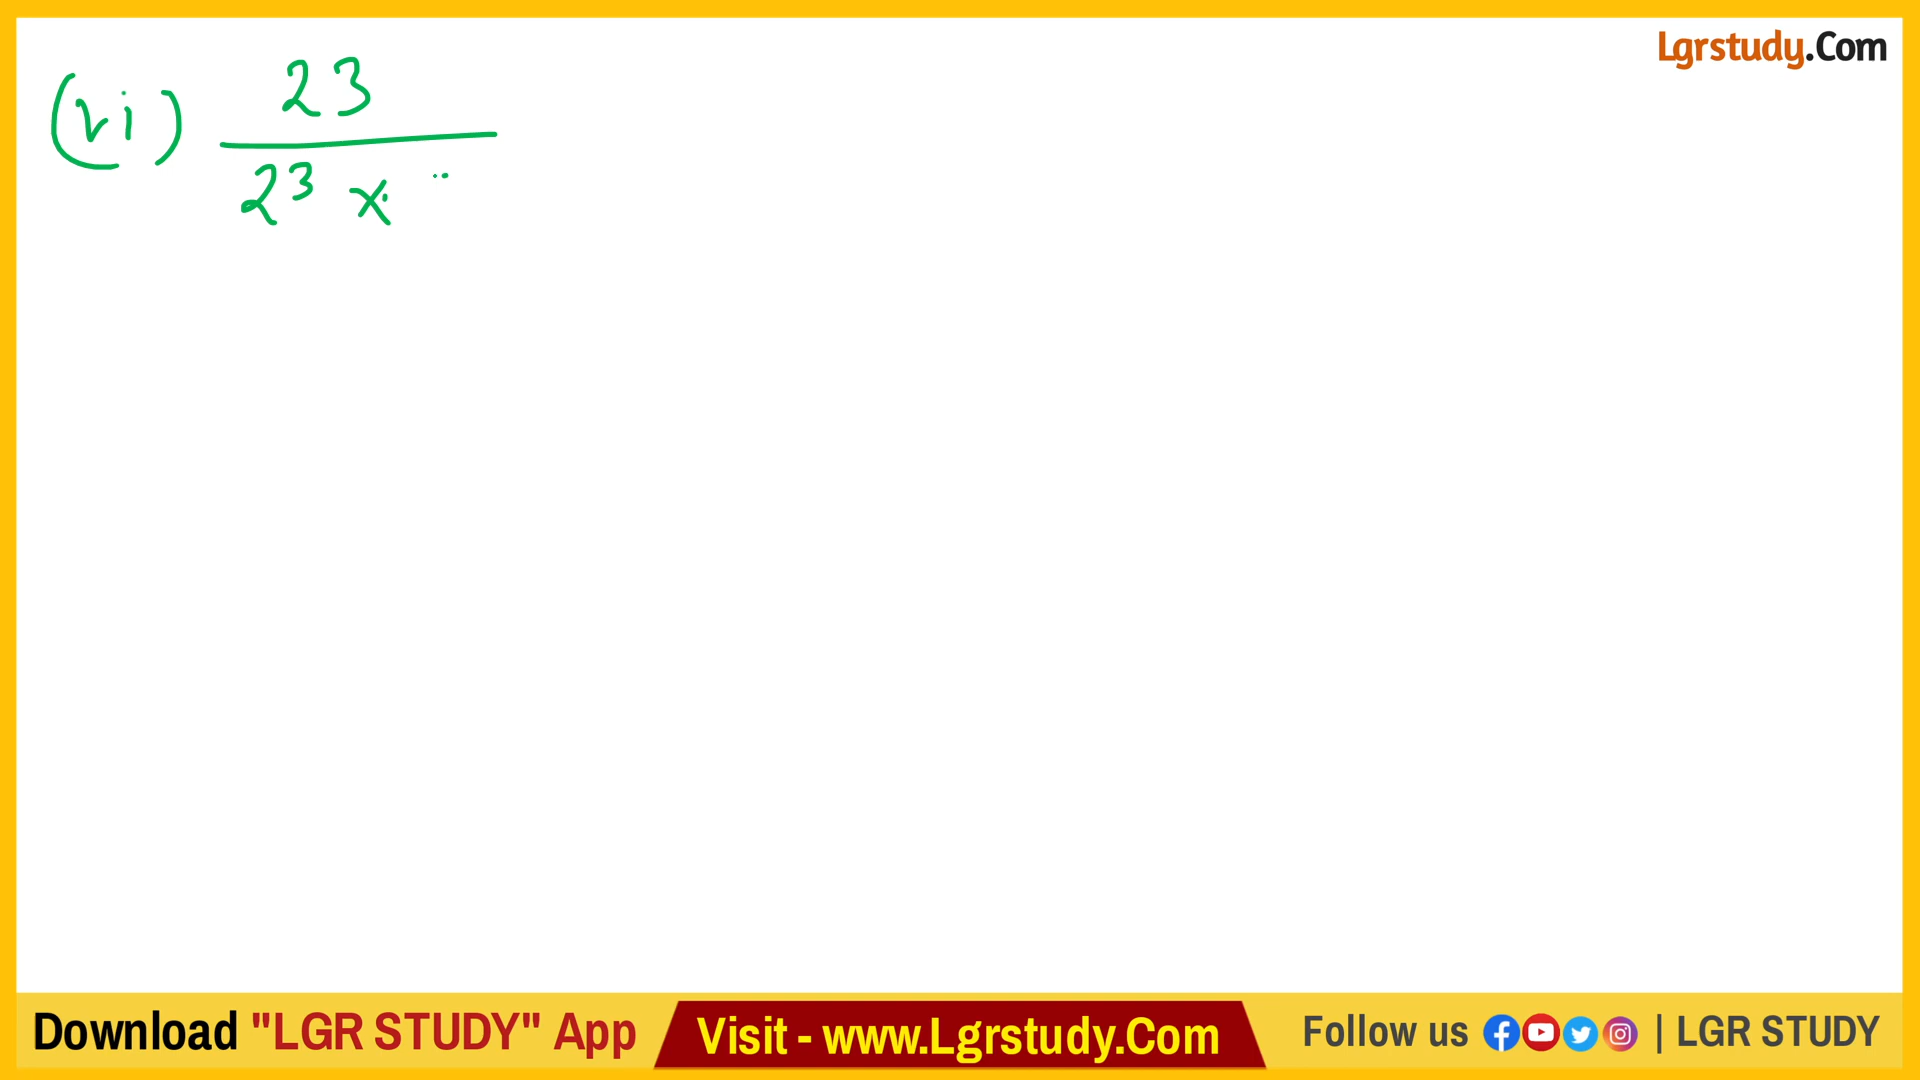 Lgrstudy.Com
(vi) 23
2³ ×
Download "LGR STUDY" App
Visit - www.Lgrstudy.Com
Follow us | LGR STUDY